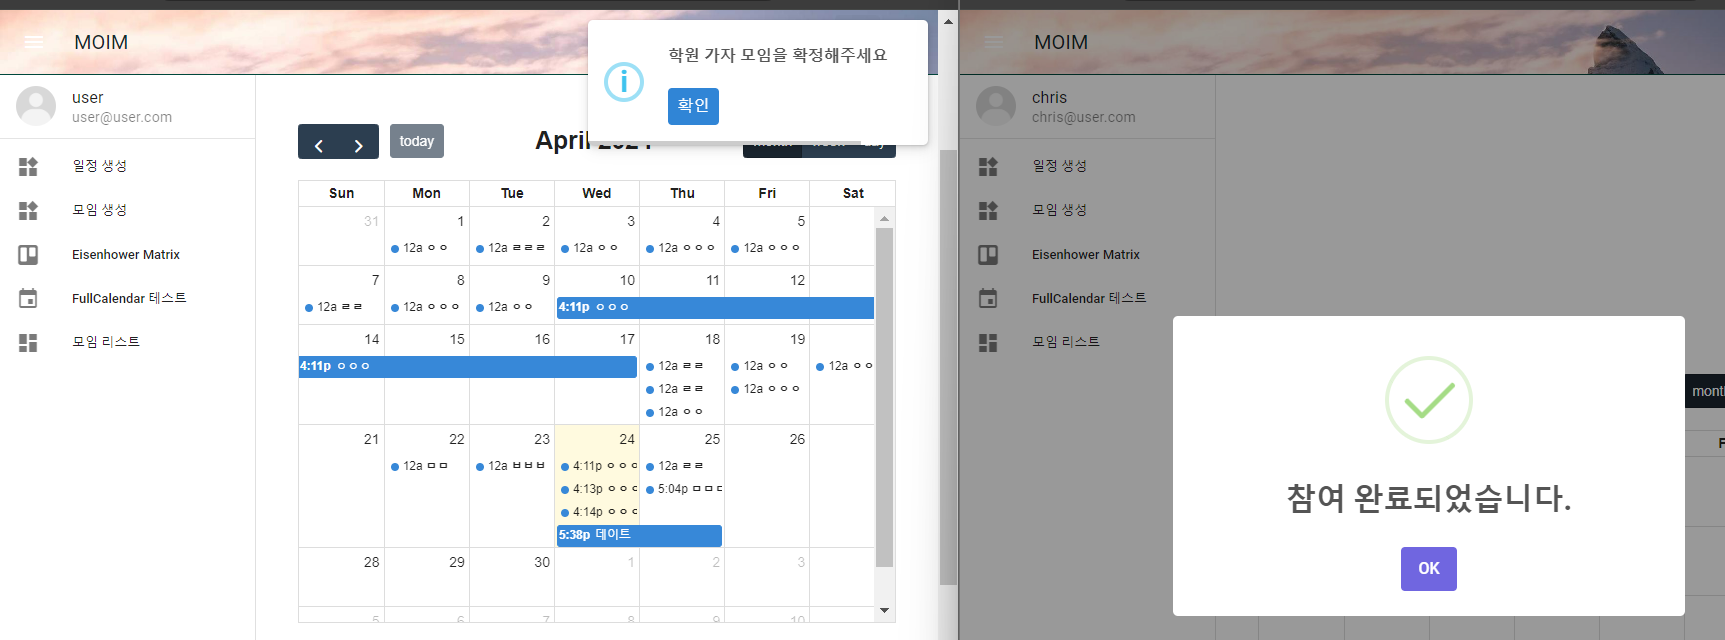 MOIM
학원 가자 모임을 확정해주세요
확인
user
user@user.com
일정 생성
모임 생성
Eisenhower Matrix
FullCalendar 테스트
모임 리스트
today
April
Sun Mon Tue Wed Thu Fri Sat
31 1 2 3 4 5
12a ㅇㅇ 12a ㄹㄹㄹ 12a ㅇㅇ 12a ㅇㅇㅇ 12a ㅇㅇㅇ
7 8 9 10 11 12
12a ㄹㄹ 12a ㅇㅇㅇ 12a ㅇㅇ 4:11p ㅇㅇㅇ
14 15 16 17 18 19
4:11p ㅇㅇㅇ 12a ㄹㄹ 12a ㅇㅇ 12a ㅇㅇ
12a ㄹㄹ 12a ㅇㅇㅇ
12a ㅇㅇ
21 22 23 24 25 26
12a ㅁㅁ 12a ㅂㅂㅂ 4:11p ㅇㅇㅇ 12a ㄹㄹ
4:13p ㅇㅇㅇ 5:04p ㅁㅁㅁ
4:14p ㅇㅇㅇ
5:38p 데이트
28 29 30 1 2 3
5 6 7 8 9 10
MOIM
chris
chris@user.com
일정 생성
모임 생성
Eisenhower Matrix
FullCalendar 테스트
모임 리스트
month
F
참여 완료되었습니다.
OK